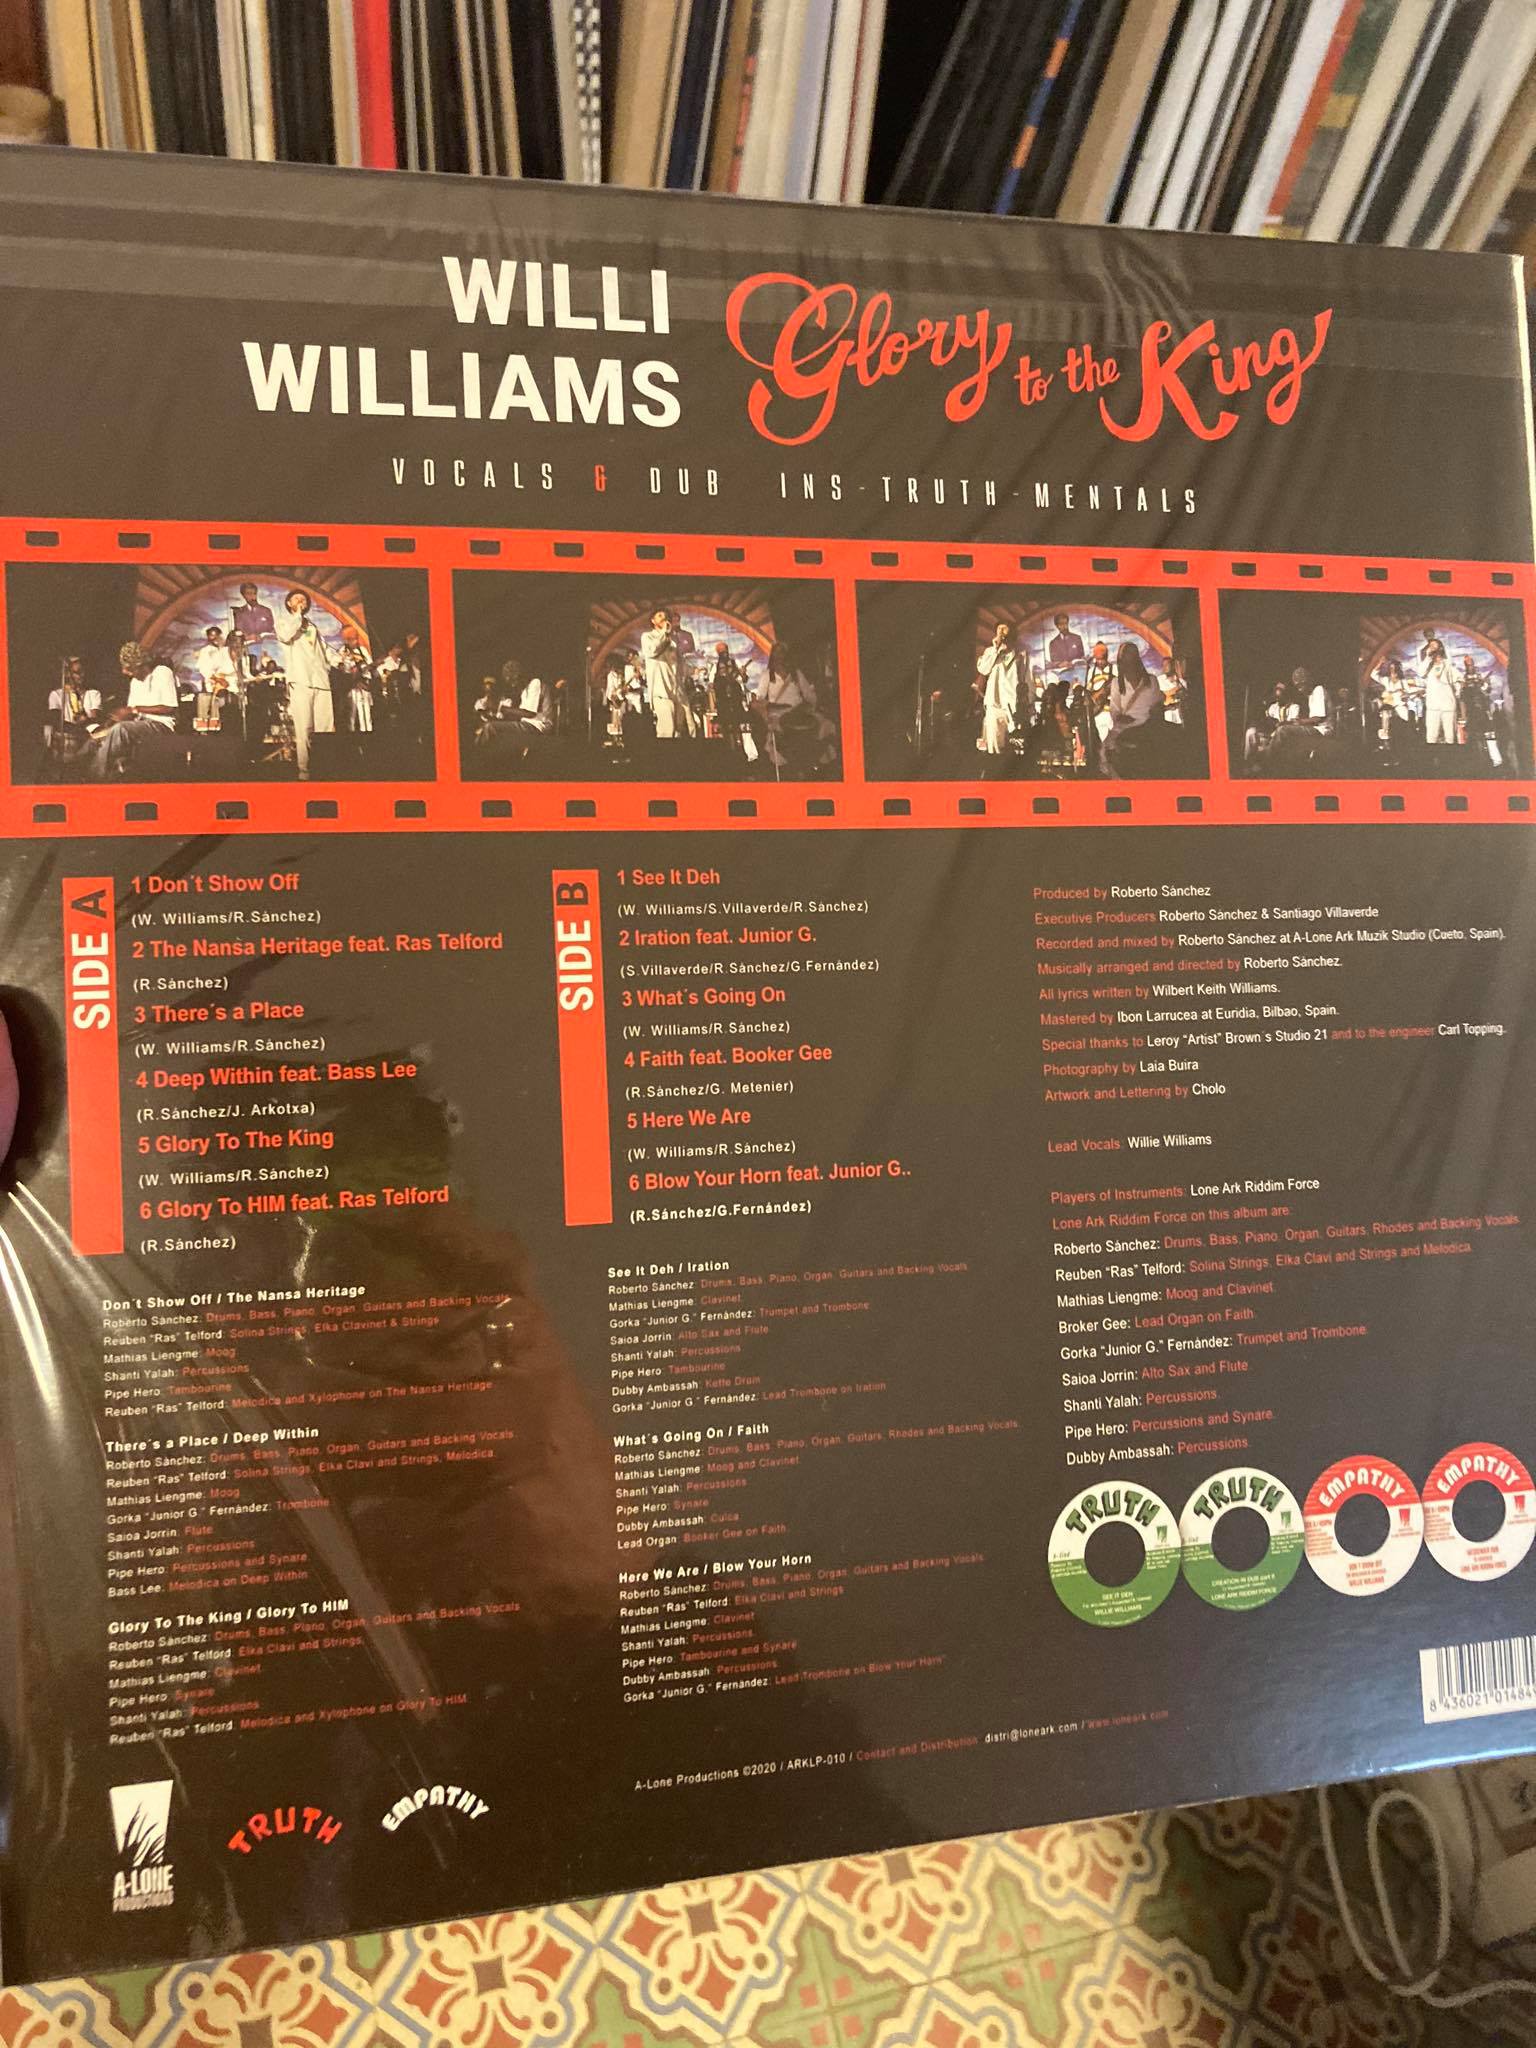 WILLI
WILLIAMS
Glory to the King
VOCALS & DUB INS-TRUTH-MENTALS
SIDE A
1 Don´t Show Off
(W. Williams/R.Sánchez)
2 The Nansa Heritage feat. Ras Telford
(R.Sánchez)
3 There´s a Place
(W. Williams/R.Sánchez)
4 Deep Within feat. Bass Lee
(R.Sánchez/J. Arkotxa)
5 Glory To The King
(W. Williams/R.Sánchez)
6 Glory To HIM feat. Ras Telford
(R.Sánchez)
Don´t Show Off / The Nansa Heritage
Roberto Sánchez: Drums, Bass, Piano, Organ, Guitars and Backing Vocals
Reuben "Ras" Telford: Solina Strings, Elka Clavinet & Strings
Mathias Liengme: Moog
Shanti Yalah: Percussions
Pipe Hero: Tambourine
Reuben "Ras" Telford: Melodica and Xylophone on The Nansa Heritage
There´s a Place / Deep Within
Roberto Sánchez: Drums, Bass, Piano, Organ, Guitars and Backing Vocals.
Reuben "Ras" Telford: Solina Strings, Elka Clavi and Strings, Melodica.
Mathias Liengme: Moog
Gorka "Junior G." Fernández: Trombone
Saioa Jorrin: Flute
Shanti Yalah: Percussions
Pipe Hero: Percussions and Synare
Bass Lee: Melodica on Deep Within
Glory To The King / Glory To HIM
Roberto Sánchez: Drums, Bass, Piano, Organ, Guitars and Backing Vocals
Reuben "Ras" Telford: Elka Clavi and Strings.
Mathias Liengme: Clavinet
Pipe Hero: Synare
Shanti Yalah: Percussions
Reuben "Ras" Telford: Melodica and Xylophone on Glory To HIM
SIDE B
1 See It Deh
(W. Williams/S.Villaverde/R.Sánchez)
2 Iration feat. Junior G.
(S.Villaverde/R.Sánchez/G.Fernández)
3 What´s Going On
(W. Williams/R.Sánchez)
4 Faith feat. Booker Gee
(R.Sánchez/G. Metenier)
5 Here We Are
(W. Williams/R.Sánchez)
6 Blow Your Horn feat. Junior G..
(R.Sánchez/G.Fernández)
See It Deh / Iration
Roberto Sánchez: Drums, Bass, Piano, Organ, Guitars and Backing Vocals
Mathias Liengme: Clavinet
Gorka "Junior G." Fernández: Trumpet and Trombone
Saioa Jorrin: Alto Sax and Flute
Shanti Yalah: Percussions
Pipe Hero: Tambourine
Dubby Ambassah: Kette Drum
Gorka "Junior G." Fernández: Lead Trombone on Iration
What´s Going On / Faith
Roberto Sánchez: Drums, Bass, Piano, Organ, Guitars, Rhodes and Backing Vocals.
Mathias Liengme: Moog and Clavinet
Shanti Yalah: Percussions
Pipe Hero: Synare
Dubby Ambassah: Cuica
Lead Organ: Booker Gee on Faith.
Here We Are / Blow Your Horn
Roberto Sánchez: Drums, Bass, Piano, Organ, Guitars and Backing Vocals
Reuben "Ras" Telford: Elka Clavi and Strings
Mathias Liengme: Clavinet
Shanti Yalah: Percussions.
Pipe Hero: Tambourine and Synare
Dubby Ambassah: Percussions.
Gorka "Junior G." Fernández: Lead Trombone on Blow Your Horn"
Produced by Roberto Sánchez
Executive Producers Roberto Sánchez & Santiago Villaverde
Recorded and mixed by Roberto Sánchez at A-Lone Ark Muzik Studio (Cueto. Spain).
Musically arranged and directed by Roberto Sánchez.
All lyrics written by Wilbert Keith Williams.
Mastered by Ibon Larrucea at Euridia, Bilbao, Spain.
Special thanks to Leroy "Artist" Brown´s Studio 21 and to the engineer Carl Topping.
Photography by Laia Buira
Artwork and Lettering by Cholo
Lead Vocals: Willie Williams
Players of Instruments: Lone Ark Riddim Force
Lone Ark Riddim Force on this album are:
Roberto Sánchez: Drums, Bass, Piano, Organ, Guitars, Rhodes and Backing Vocals.
Reuben "Ras" Telford: Solina Strings, Elka Clavi and Strings and Melodica.
Mathias Liengme: Moog and Clavinet.
Broker Gee: Lead Organ on Faith.
Gorka "Junior G." Fernández: Trumpet and Trombone.
Saioa Jorrin: Alto Sax and Flute.
Shanti Yalah: Percussions.
Pipe Hero: Percussions and Synare.
Dubby Ambassah: Percussions.
TRUTH
SEE IT DEH
WILLIE WILLIAMS
TRUTH
CREATION IN DUB
LONE ARK RIDDIM FORCE
EMPATHY
DON´T SHOW OFF
WILLIE WILLIAMS
EMPATHY
LONE ARK RIDDIM FORCE
8 436021 01484
A-Lone Productions ©2020 / ARKLP-010 / Contact and Distribution: distri@loneark.com / www.loneark.com
A-LONE
PRODUCTIONS
TRUTH
EMPATHY